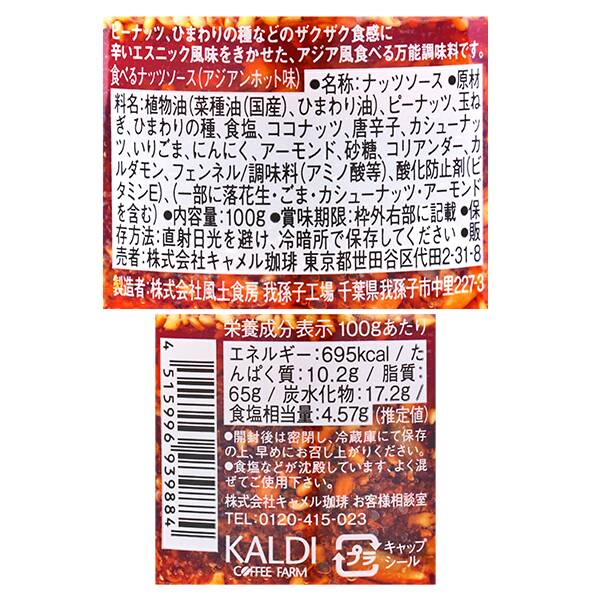 ピーナッツ、ひまわりの種などのザクザク食感に
辛いエスニック風味をきかせた、アジア風食べる万能調味料です。
食べるナッツソース(アジアンホット味) ●名称:ナッツソース ●原材
料名:植物油(菜種油(国産)、ひまわり油)、ピーナッツ、玉ね
ぎ、ひまわりの種、食塩、ココナッツ、唐辛子、カシューナッ
ツ、いりごま、にんにく、アーモンド、砂糖、コリアンダー、カ
ルダモン、フェンネル/調味料(アミノ酸等)、酸化防止剤(ビ
タミンE)、(一部に落花生・ごま・カシューナッツ・アーモンド
を含む) ●内容量:100g ●賞味期限:枠外右部に記載 ●保
存方法:直射日光を避け、冷暗所で保存してください ●販
売者:株式会社キャメル珈琲 東京都世田谷区代田2-31-8
製造者:株式会社風土食房 我孫子工場 千葉県我孫子市中里227-3
栄養成分表示 100gあたり
エネルギー:695kcal / た
んぱく質:10.2g / 脂質:
65g / 炭水化物:17.2g /
食塩相当量:4.57g (推定値)
●開封後は密閉し、冷蔵庫にて保存
の上、早めにお召し上がりください。
●食塩などが沈殿していますが、よく混
ぜてご使用下さい。
株式会社キャメル珈琲 お客様相談室
TEL:0120-415-023
KALDI
COFFEE FARM
プラ
キャップ
シール
4515996939884